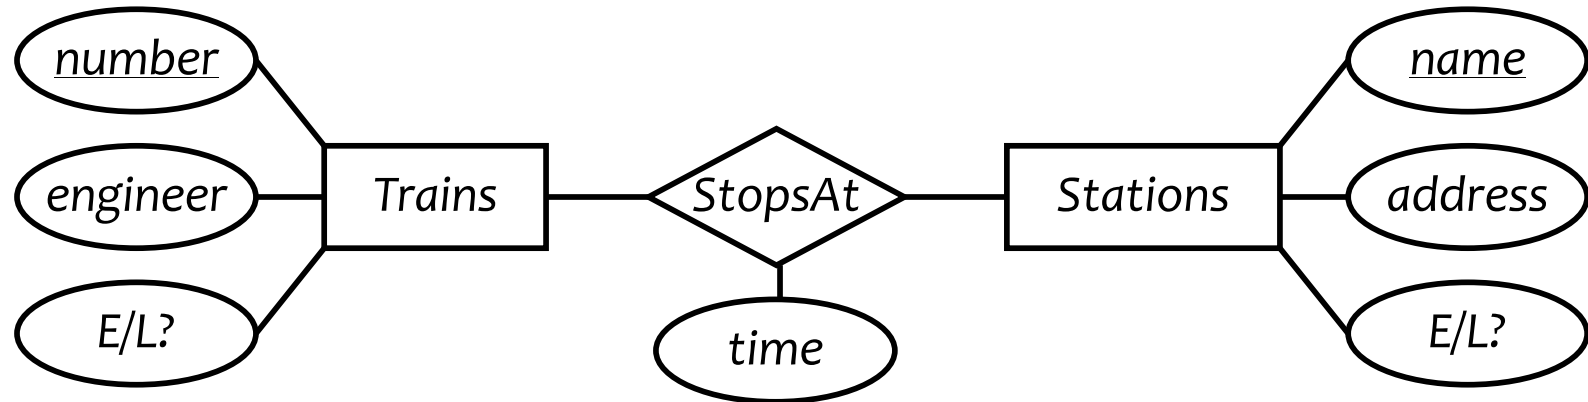 number
engineer
E/L?
Trains
StopsAt
time
Stations
name
address
E/L?